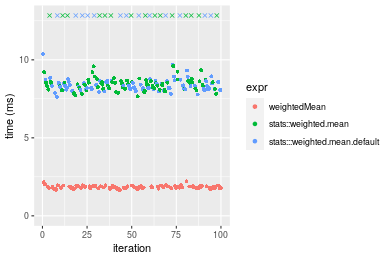 10
5
0
time (ms)
0
25
50
75
100
iteration
expr
weightedMean
stats::weighted.mean
stats:::weighted.mean.default